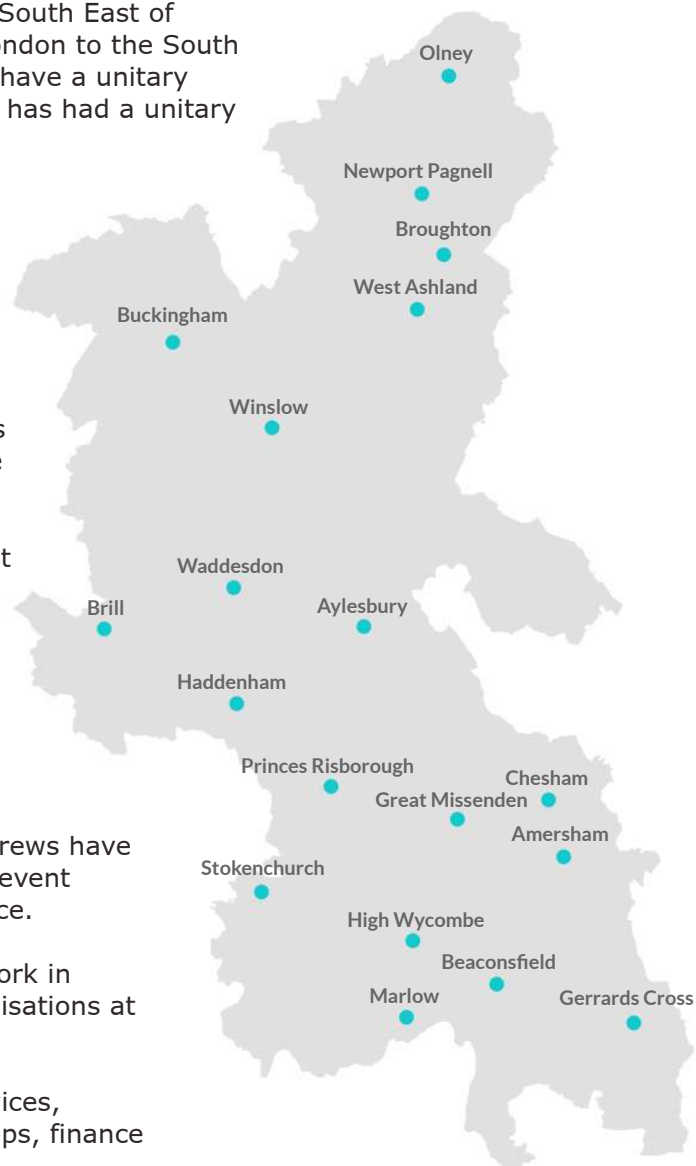 South East of
ondon to the South
have a unitary
has had a unitary
Olney
Newport Pagnell
Broughton
West Ashland
Buckingham
Winslow
s
e
t
Waddesdon
Brill
Aylesbury
Haddenham
Princes Risborough
Chesham
Great Missenden
Amersham
rews have
event
ce.
Stokenchurch
High Wycombe
ork in
isations at
Beaconsfield
Marlow
Gerrards Cross
ices,
ps, finance